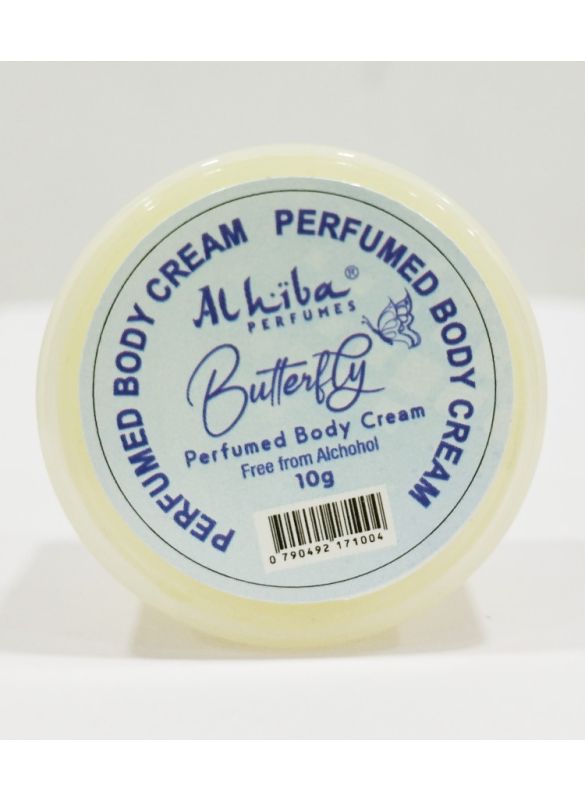 PERFUMED BODY CREAM PERFUMED BODY CREAM
Alhiba®
PERFUMES
Butterfly
Perfumed Body Cream
Free from Alchohol
10g
0 790492 171004